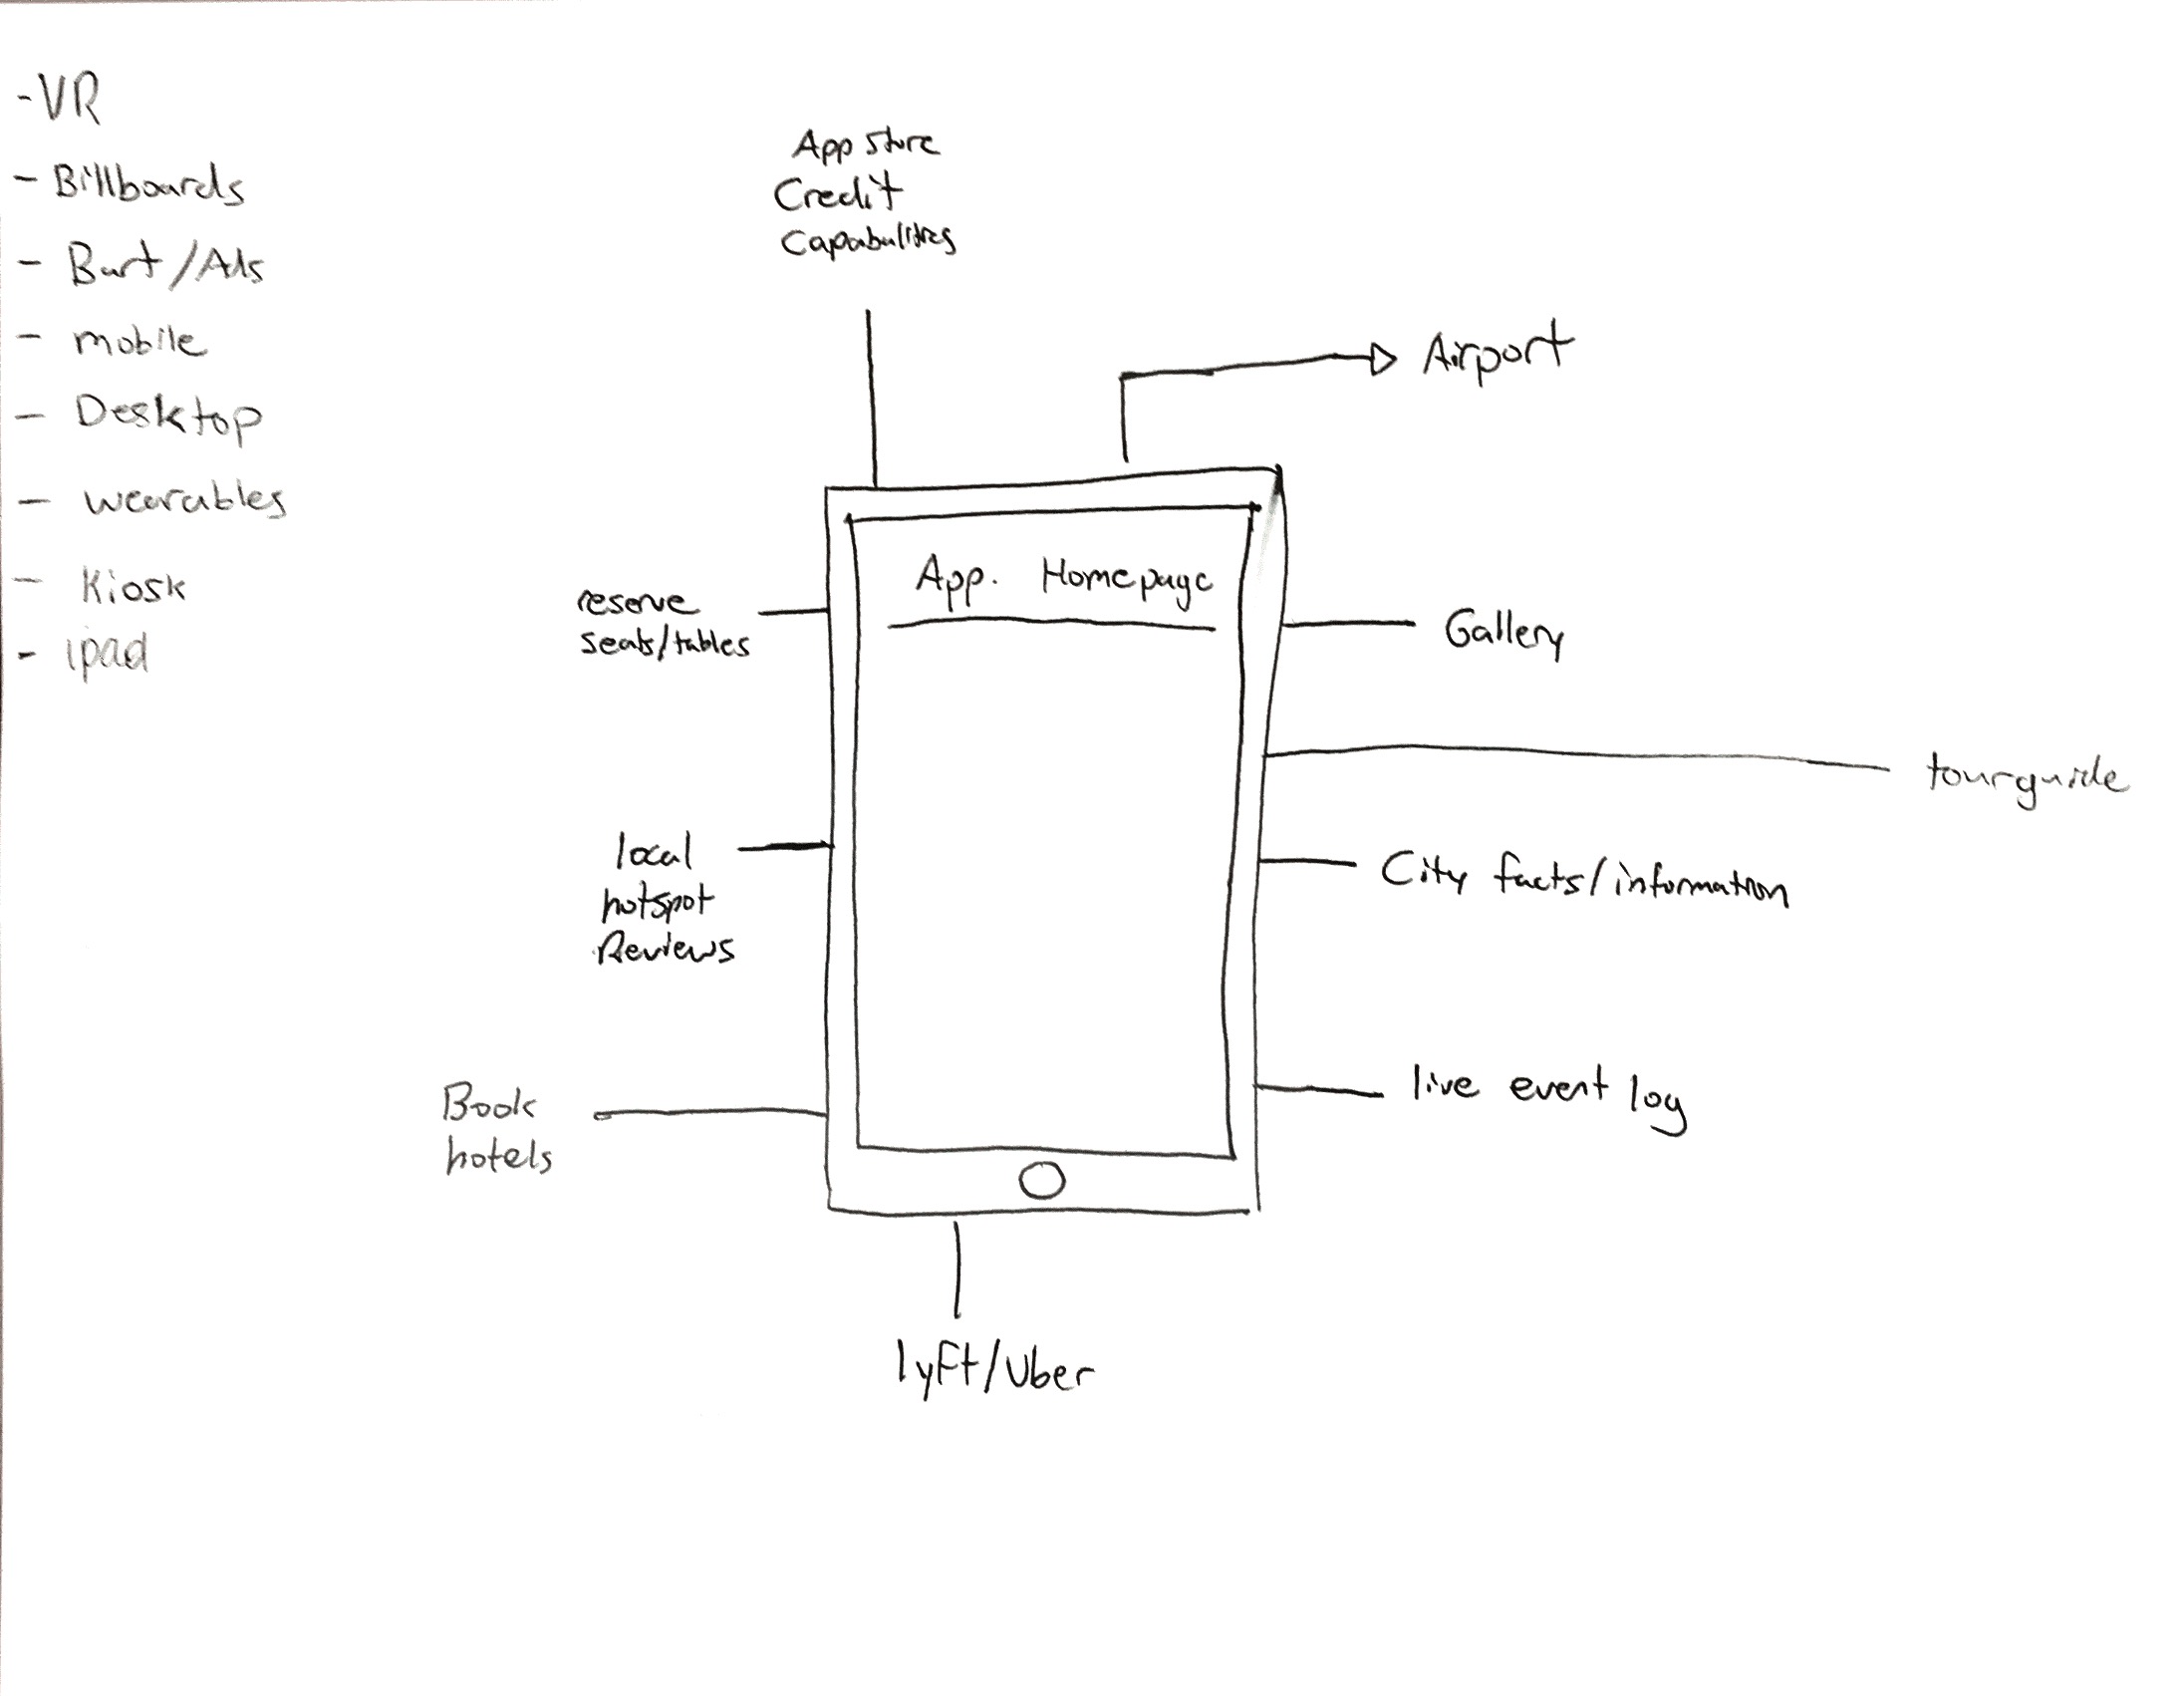 - VR
- Billboards
- Bart/Ads
- mobile
- Desktop
- wearables
- Kiosk
- ipad
App Store
Credit
Capabulities
Airport
App. Homepage
reserve
seats/tables
Gallery
tourguide
local
hotspot
Reviews
City facts/information
Book
hotels
live event log
lyft/Uber